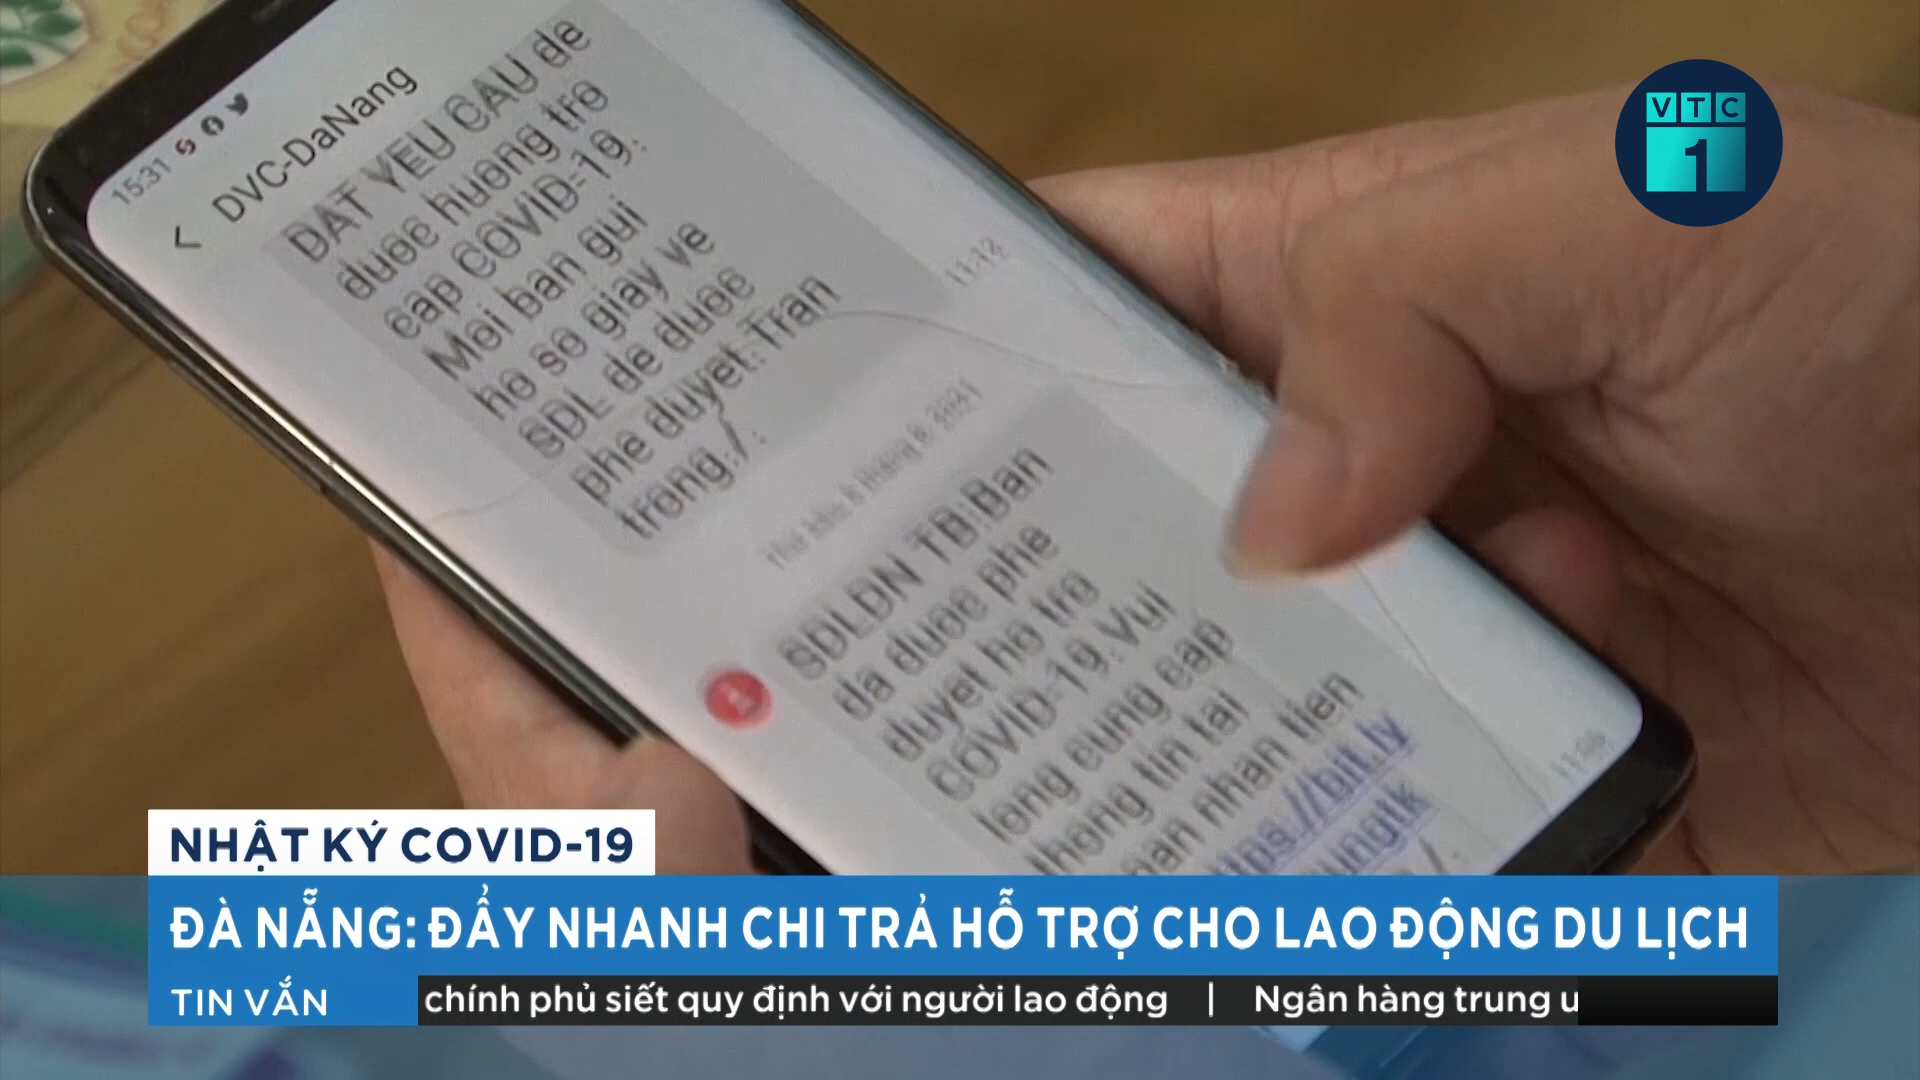 15:31
DVC-DaNang
DAT YEU CAU de
duoc huong tro
cap COVID-19.
Moi ban gui
ho so giay ve
SDL de duoc
phe duyet. Tran
trong./.
11:12
SDLDN TB: Ban
da duoc phe
duyet ho tro
COVID-19. Vui
long cung cap
thong tin tai
nhan tien
bit.ly
VTC
1
NHẬT KÝ COVID-19
ĐÀ NẴNG: ĐẨY NHANH CHI TRẢ HỖ TRỢ CHO LAO ĐỘNG DU LỊCH
TIN VẮN
chính phủ siết quy định với người lao động | Ngân hàng trung